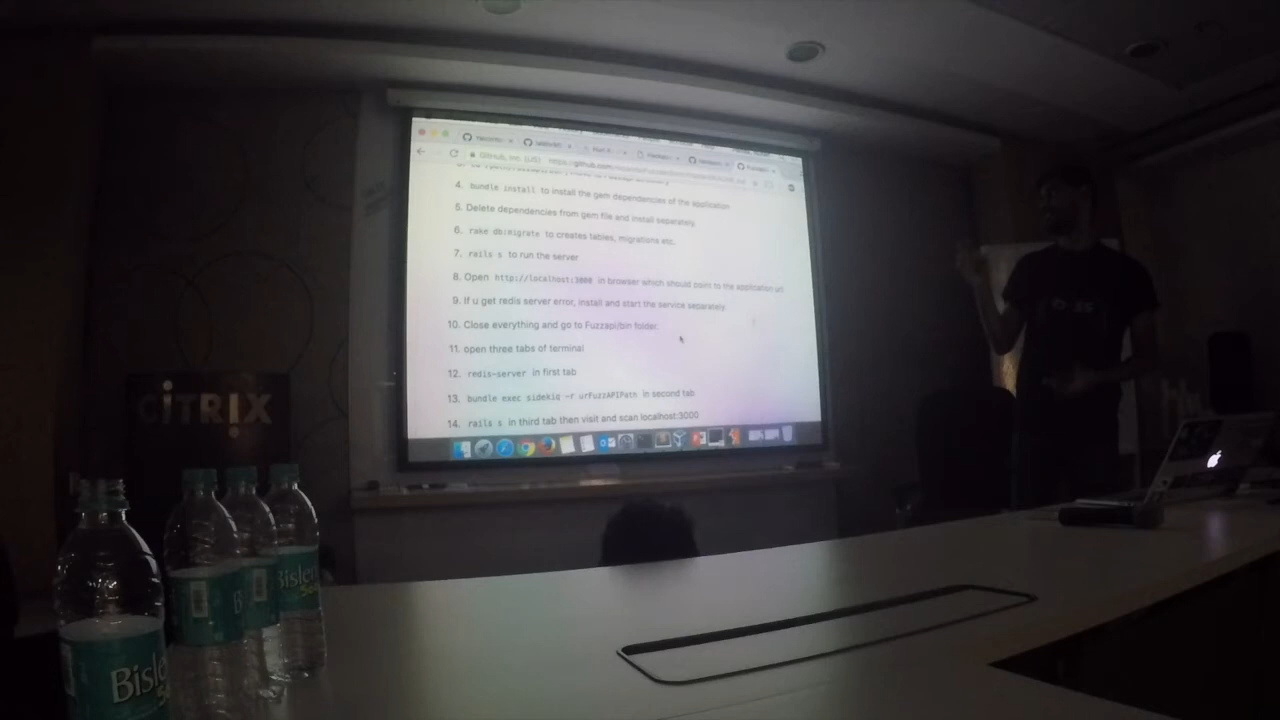 GitHub, Inc. (US)
4. bundle install to install the gem dependencies of the application
5. Delete dependencies from gem file and install separately.
6. rake db:migrate to creates tables, migrations etc.
7. rails s to run the server
8. Open http://localhost:3000 in browser which should point to the application url
9. If u get redis server error, install and start the service separately
10. Close everything and go to Fuzzapi/bin folder.
11. open three tabs of terminal
12. redis-server in first tab
13. bundle exec sidekiq -r urFuzzAPIPath in second tab
14. rails s in third tab then visit and scan localhost:3000
CITRIX